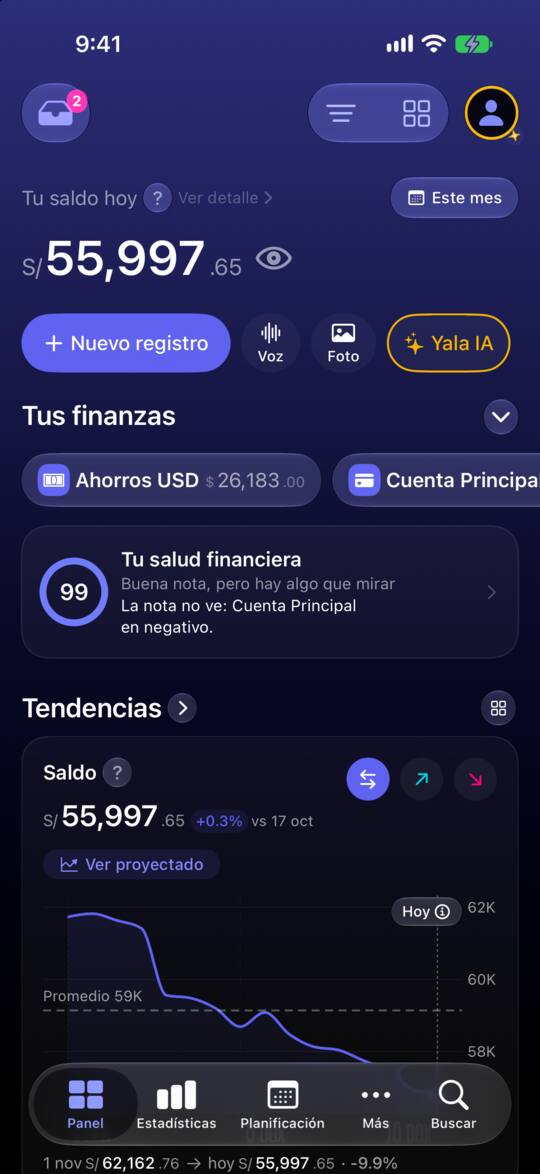 9:41
2
Tu saldo hoy ? Ver detalle
Este mes
S/55,997.65
Nuevo registro
Voz
Foto
Yala IA
Tus finanzas
Ahorros USD $26,183.00
Cuenta Principal
99
Tu salud financiera
Buena nota, pero hay algo que mirar
La nota no ve: Cuenta Principal
en negativo.
Tendencias
Saldo ?
S/55,997.65 +0.3% vs 17 oct
Ver proyectado
Hoy
62K
60K
Promedio 59K
58K
Panel
Estadísticas
Planificación
Más
Buscar
1 nov S/62,162.76 → hoy S/55,997.65 · -9.9%